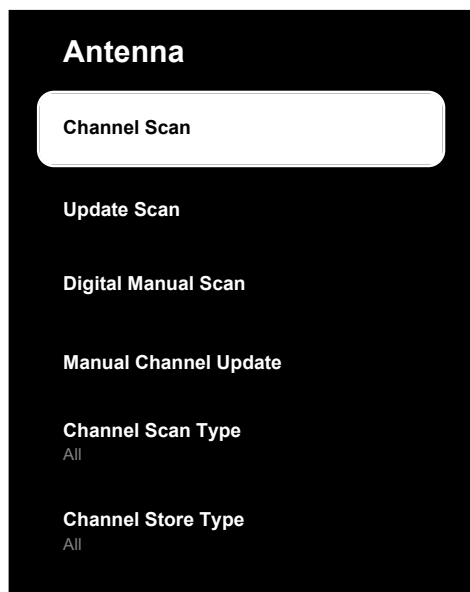 Antenna
Channel Scan
Update Scan
Digital Manual Scan
Manual Channel Update
Channel Scan Type
All
Channel Store Type
All